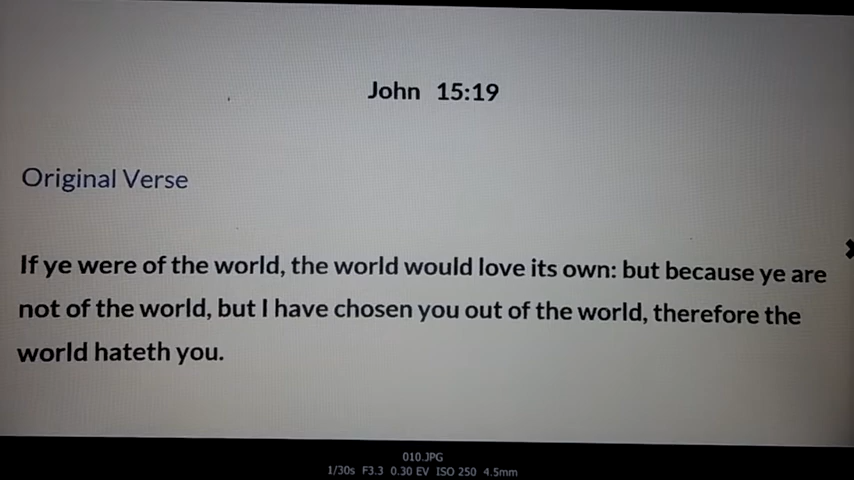 John 15:19
Original Verse
If ye were of the world, the world would love its own: but because ye are
not of the world, but I have chosen you out of the world, therefore the
world hateth you.
010.JPG
1/30s F3.3 0.30 EV ISO 250 4.5mm